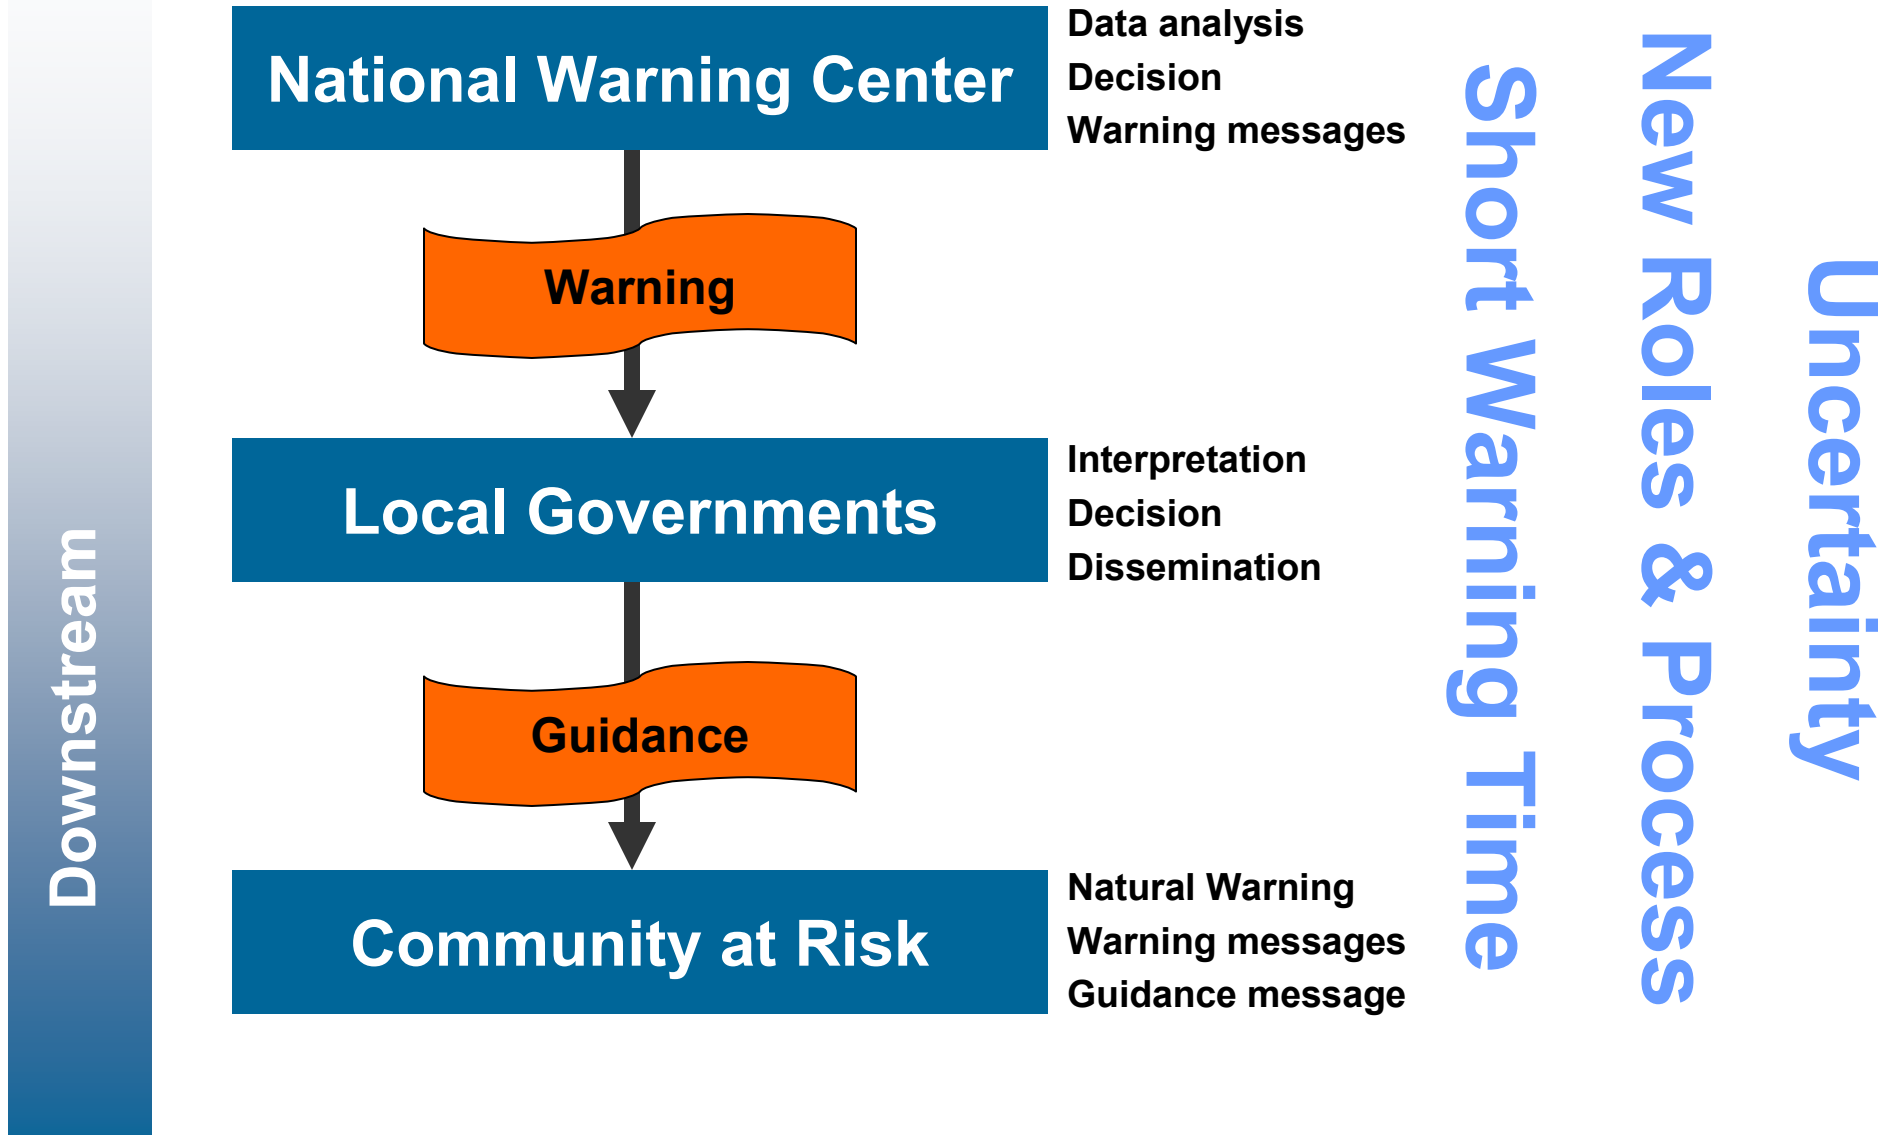 National Warning Center
Data analysis
Decision
Warning messages
Warning
Local Governments
Interpretation
Decision
Dissemination
Guidance
Community at Risk
Natural Warning
Warning messages
Guidance message
Downstream
Short Warning Time
New Roles & Process
Uncertainty